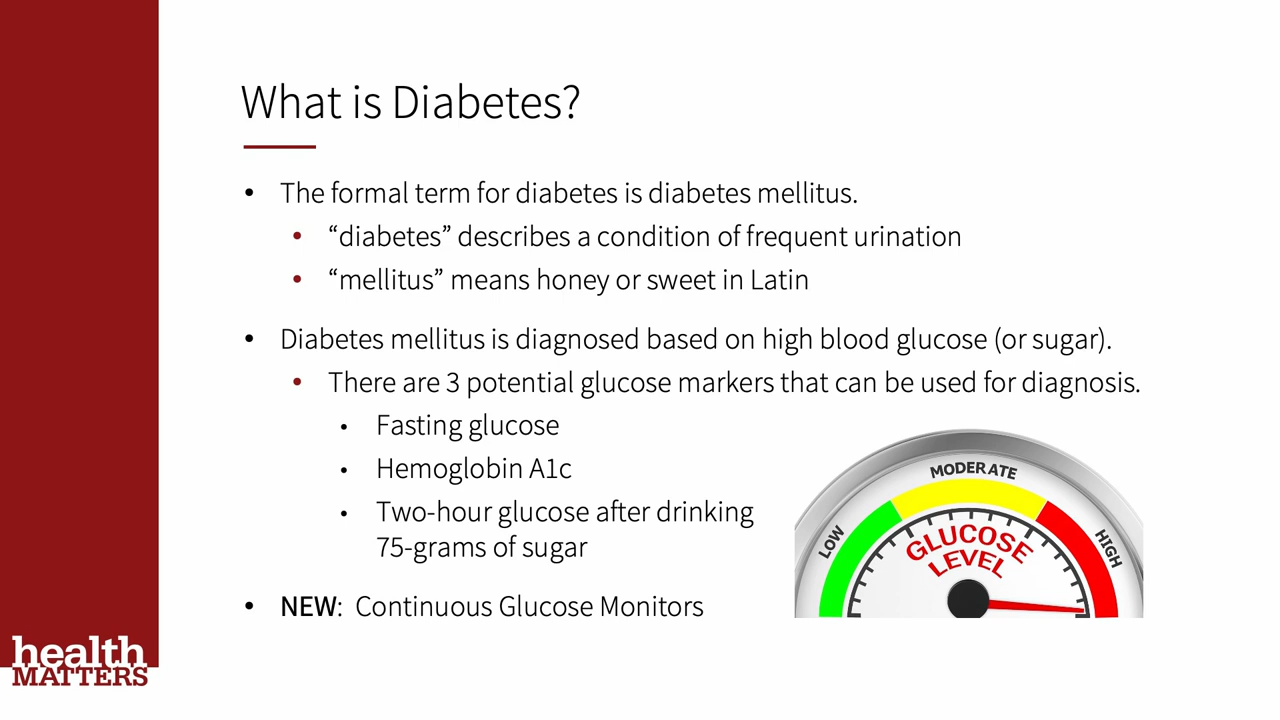 What is Diabetes?
• The formal term for diabetes is diabetes mellitus.
• “diabetes” describes a condition of frequent urination
• “mellitus” means honey or sweet in Latin
• Diabetes mellitus is diagnosed based on high blood glucose (or sugar).
• There are 3 potential glucose markers that can be used for diagnosis.
• Fasting glucose
• Hemoglobin A1c
• Two-hour glucose after drinking
75-grams of sugar
• NEW: Continuous Glucose Monitors
LOW
MODERATE
HIGH
GLUCOSE
LEVEL
health
MATTERS